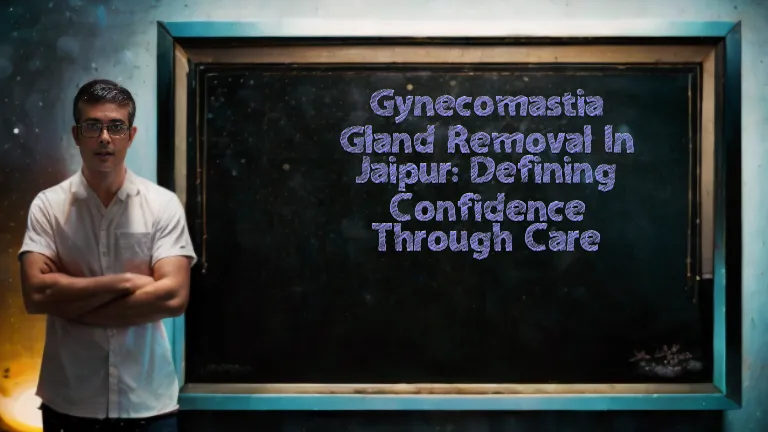 Gynecomastia
Gland Removal In
Jaipur: Defining
Confidence
Through Care